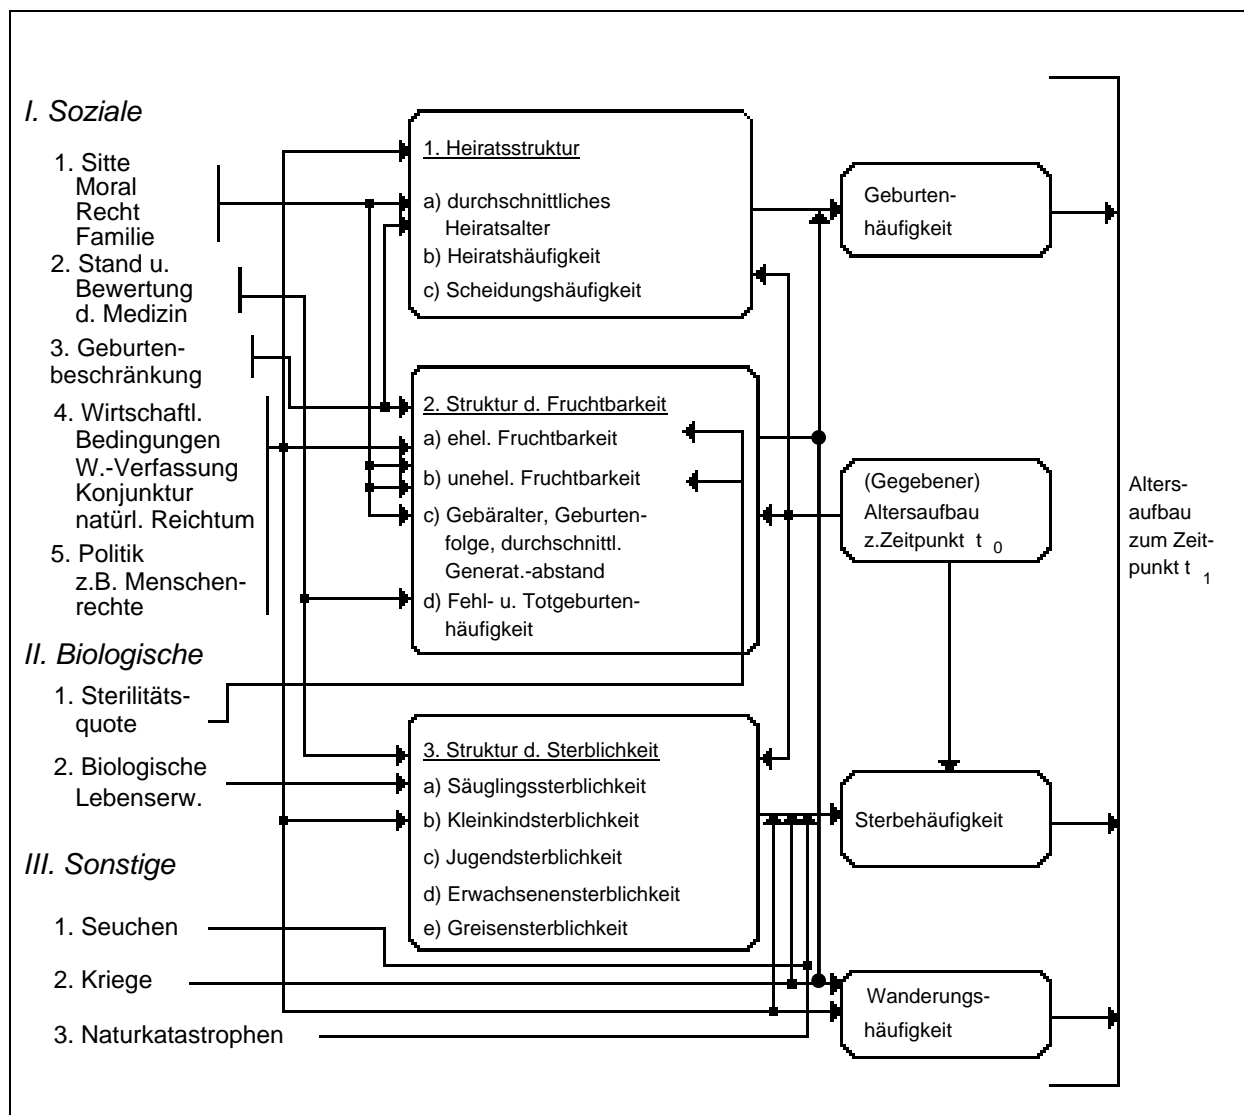 I. Soziale
1. Sitte
Moral
Recht
Familie
2. Stand u.
Bewertung
d. Medizin
3. Geburten-
beschränkung
4. Wirtschaftl.
Bedingungen
W.-Verfassung
Konjunktur
natürl. Reichtum
5. Politik
z.B. Menschen-
rechte
II. Biologische
1. Sterilitäts-
quote
2. Biologische
Lebenserw.
III. Sonstige
1. Seuchen
2. Kriege
3. Naturkatastrophen
1. Heiratsstruktur
a) durchschnittliches
Heiratsalter
b) Heiratshäufigkeit
c) Scheidungshäufigkeit
2. Struktur d. Fruchtbarkeit
a) ehel. Fruchtbarkeit
b) unehel. Fruchtbarkeit
c) Gebäralter, Geburten-
folge, durchschnittl.
Generat.-abstand
d) Fehl- u. Totgeburten-
häufigkeit
3. Struktur d. Sterblichkeit
a) Säuglingssterblichkeit
b) Kleinkindsterblichkeit
c) Jugendsterblichkeit
d) Erwachsenensterblichkeit
e) Greisensterblichkeit
Geburten-
häufigkeit
(Gegebener)
Altersaufbau
z.Zeitpunkt t 0
Sterbehäufigkeit
Wanderungs-
häufigkeit
Alters-
aufbau
zum Zeit-
punkt t 1